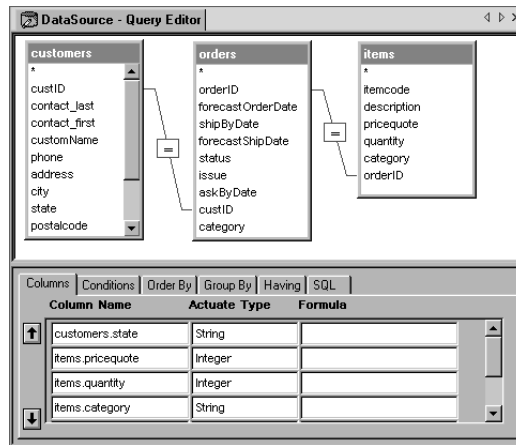 DataSource - Query Editor
customers
*
custID
contact_last
contact_first
customName
phone
address
city
state
postalcode
=
orders
*
orderID
forecastOrderDate
shipByDate
forecastShipDate
status
issue
askByDate
custID
category
=
items
*
itemcode
description
pricequote
quantity
category
orderID
Columns Conditions Order By Group By Having SQL
Column Name Actuate Type Formula
customers.state String
items.pricequote Integer
items.quantity Integer
items.category String